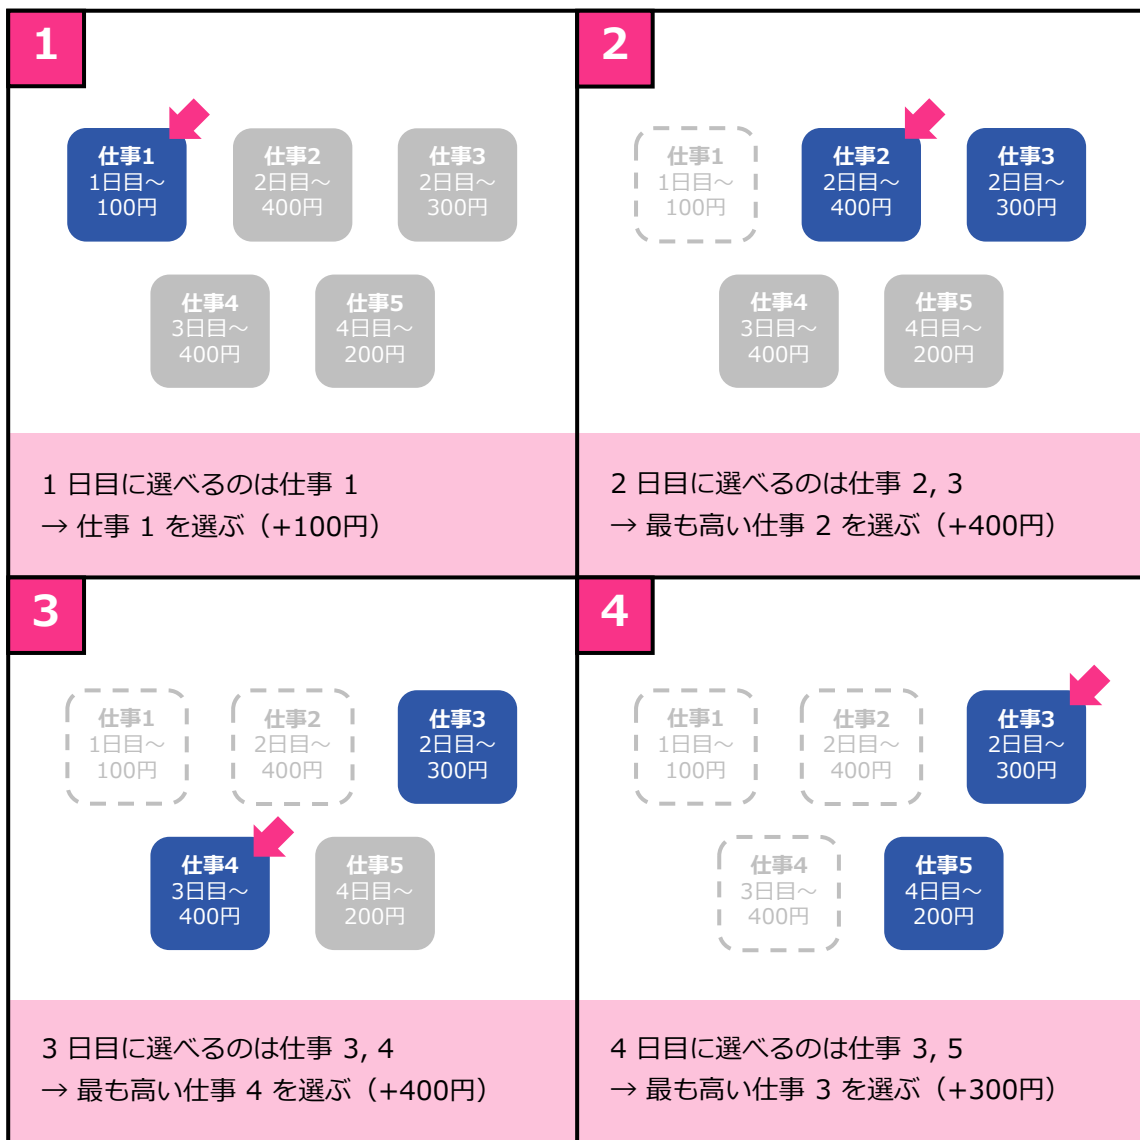 1
仕事1
1日目～
100円
仕事2
2日目～
400円
仕事3
2日目～
300円
仕事4
3日目～
400円
仕事5
4日目～
200円
1 日目に選べるのは仕事 1
→ 仕事 1 を選ぶ（+100円）
2
仕事1
1日目～
100円
仕事2
2日目～
400円
仕事3
2日目～
300円
仕事4
3日目～
400円
仕事5
4日目～
200円
2 日目に選べるのは仕事 2, 3
→ 最も高い仕事 2 を選ぶ（+400円）
3
仕事1
1日目～
100円
仕事2
2日目～
400円
仕事3
2日目～
300円
仕事4
3日目～
400円
仕事5
4日目～
200円
3 日目に選べるのは仕事 3, 4
→ 最も高い仕事 4 を選ぶ（+400円）
4
仕事1
1日目～
100円
仕事2
2日目～
400円
仕事3
2日目～
300円
仕事4
3日目～
400円
仕事5
4日目～
200円
4 日目に選べるのは仕事 3, 5
→ 最も高い仕事 3 を選ぶ（+300円）